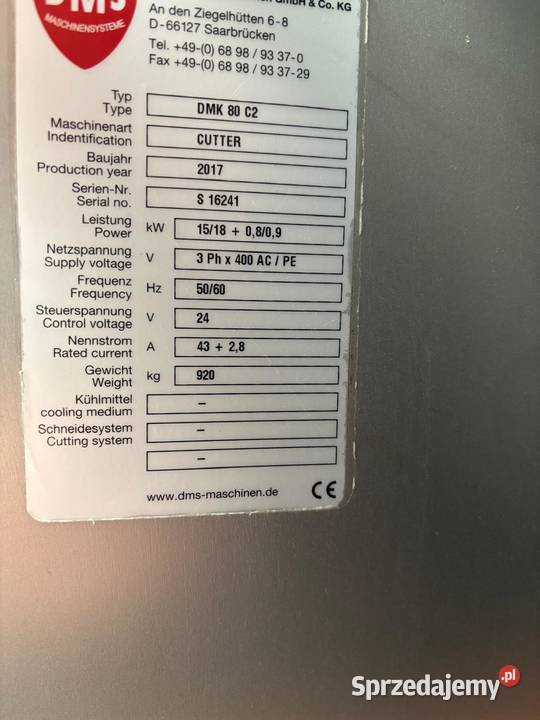 DMS
MASCHINENSYSTEME
GmbH & Co. KG
An den Ziegelhütten 6-8
D-66127 Saarbrücken
Tel. +49-(0) 68 98 / 93 37-0
Fax +49-(0) 68 98 / 93 37-29
Typ
Type
DMK 80 C2
Maschinenart
Indentification
CUTTER
Baujahr
Production year
2017
Serien-Nr.
Serial no.
S 16241
Leistung
Power
kW
15/18 + 0,8/0,9
Netzspannung
Supply voltage
V
3 Ph x 400 AC / PE
Frequenz
Frequency
Hz
50/60
Steuerspannung
Control voltage
V
24
Nennstrom
Rated current
A
43 + 2,8
Gewicht
Weight
kg
920
Kühlmittel
cooling medium
–
Schneidesystem
Cutting system
–
–
www.dms-maschinen.de
CE
Sprzedajemy.pl